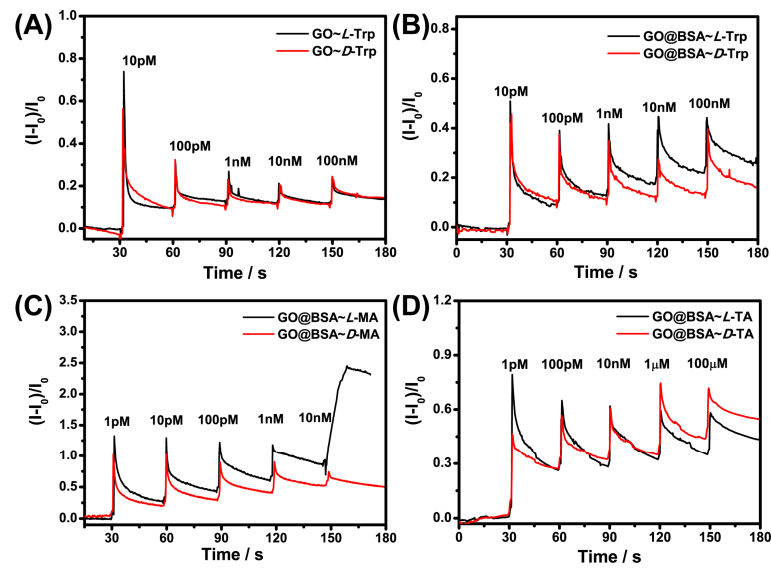 (A)
1.0
0.8
0.6
0.4
0.2
0.0
(I-I0)/I0
GO~L-Trp
GO~D-Trp
10pM
100pM
1nM
10nM
100nM
0 30 60 90 120 150 180
Time / s
(B)
0.8
0.6
0.4
0.2
0.0
(I-I0)/I0
GO@BSA~L-Trp
GO@BSA~D-Trp
10pM
100pM
1nM
10nM
100nM
0 30 60 90 120 150 180
Time / s
(C)
3.5
3.0
2.5
2.0
1.5
1.0
0.5
0.0
(I-I0)/I0
GO@BSA~L-MA
GO@BSA~D-MA
1pM
10pM
100pM
1nM
10nM
0 30 60 90 120 150 180
Time / s
(D)
1.2
0.9
0.6
0.3
0.0
(I-I0)/I0
GO@BSA~L-TA
GO@BSA~D-TA
1pM
100pM
10nM
1μM
100μM
0 30 60 90 120 150 180
Time / s